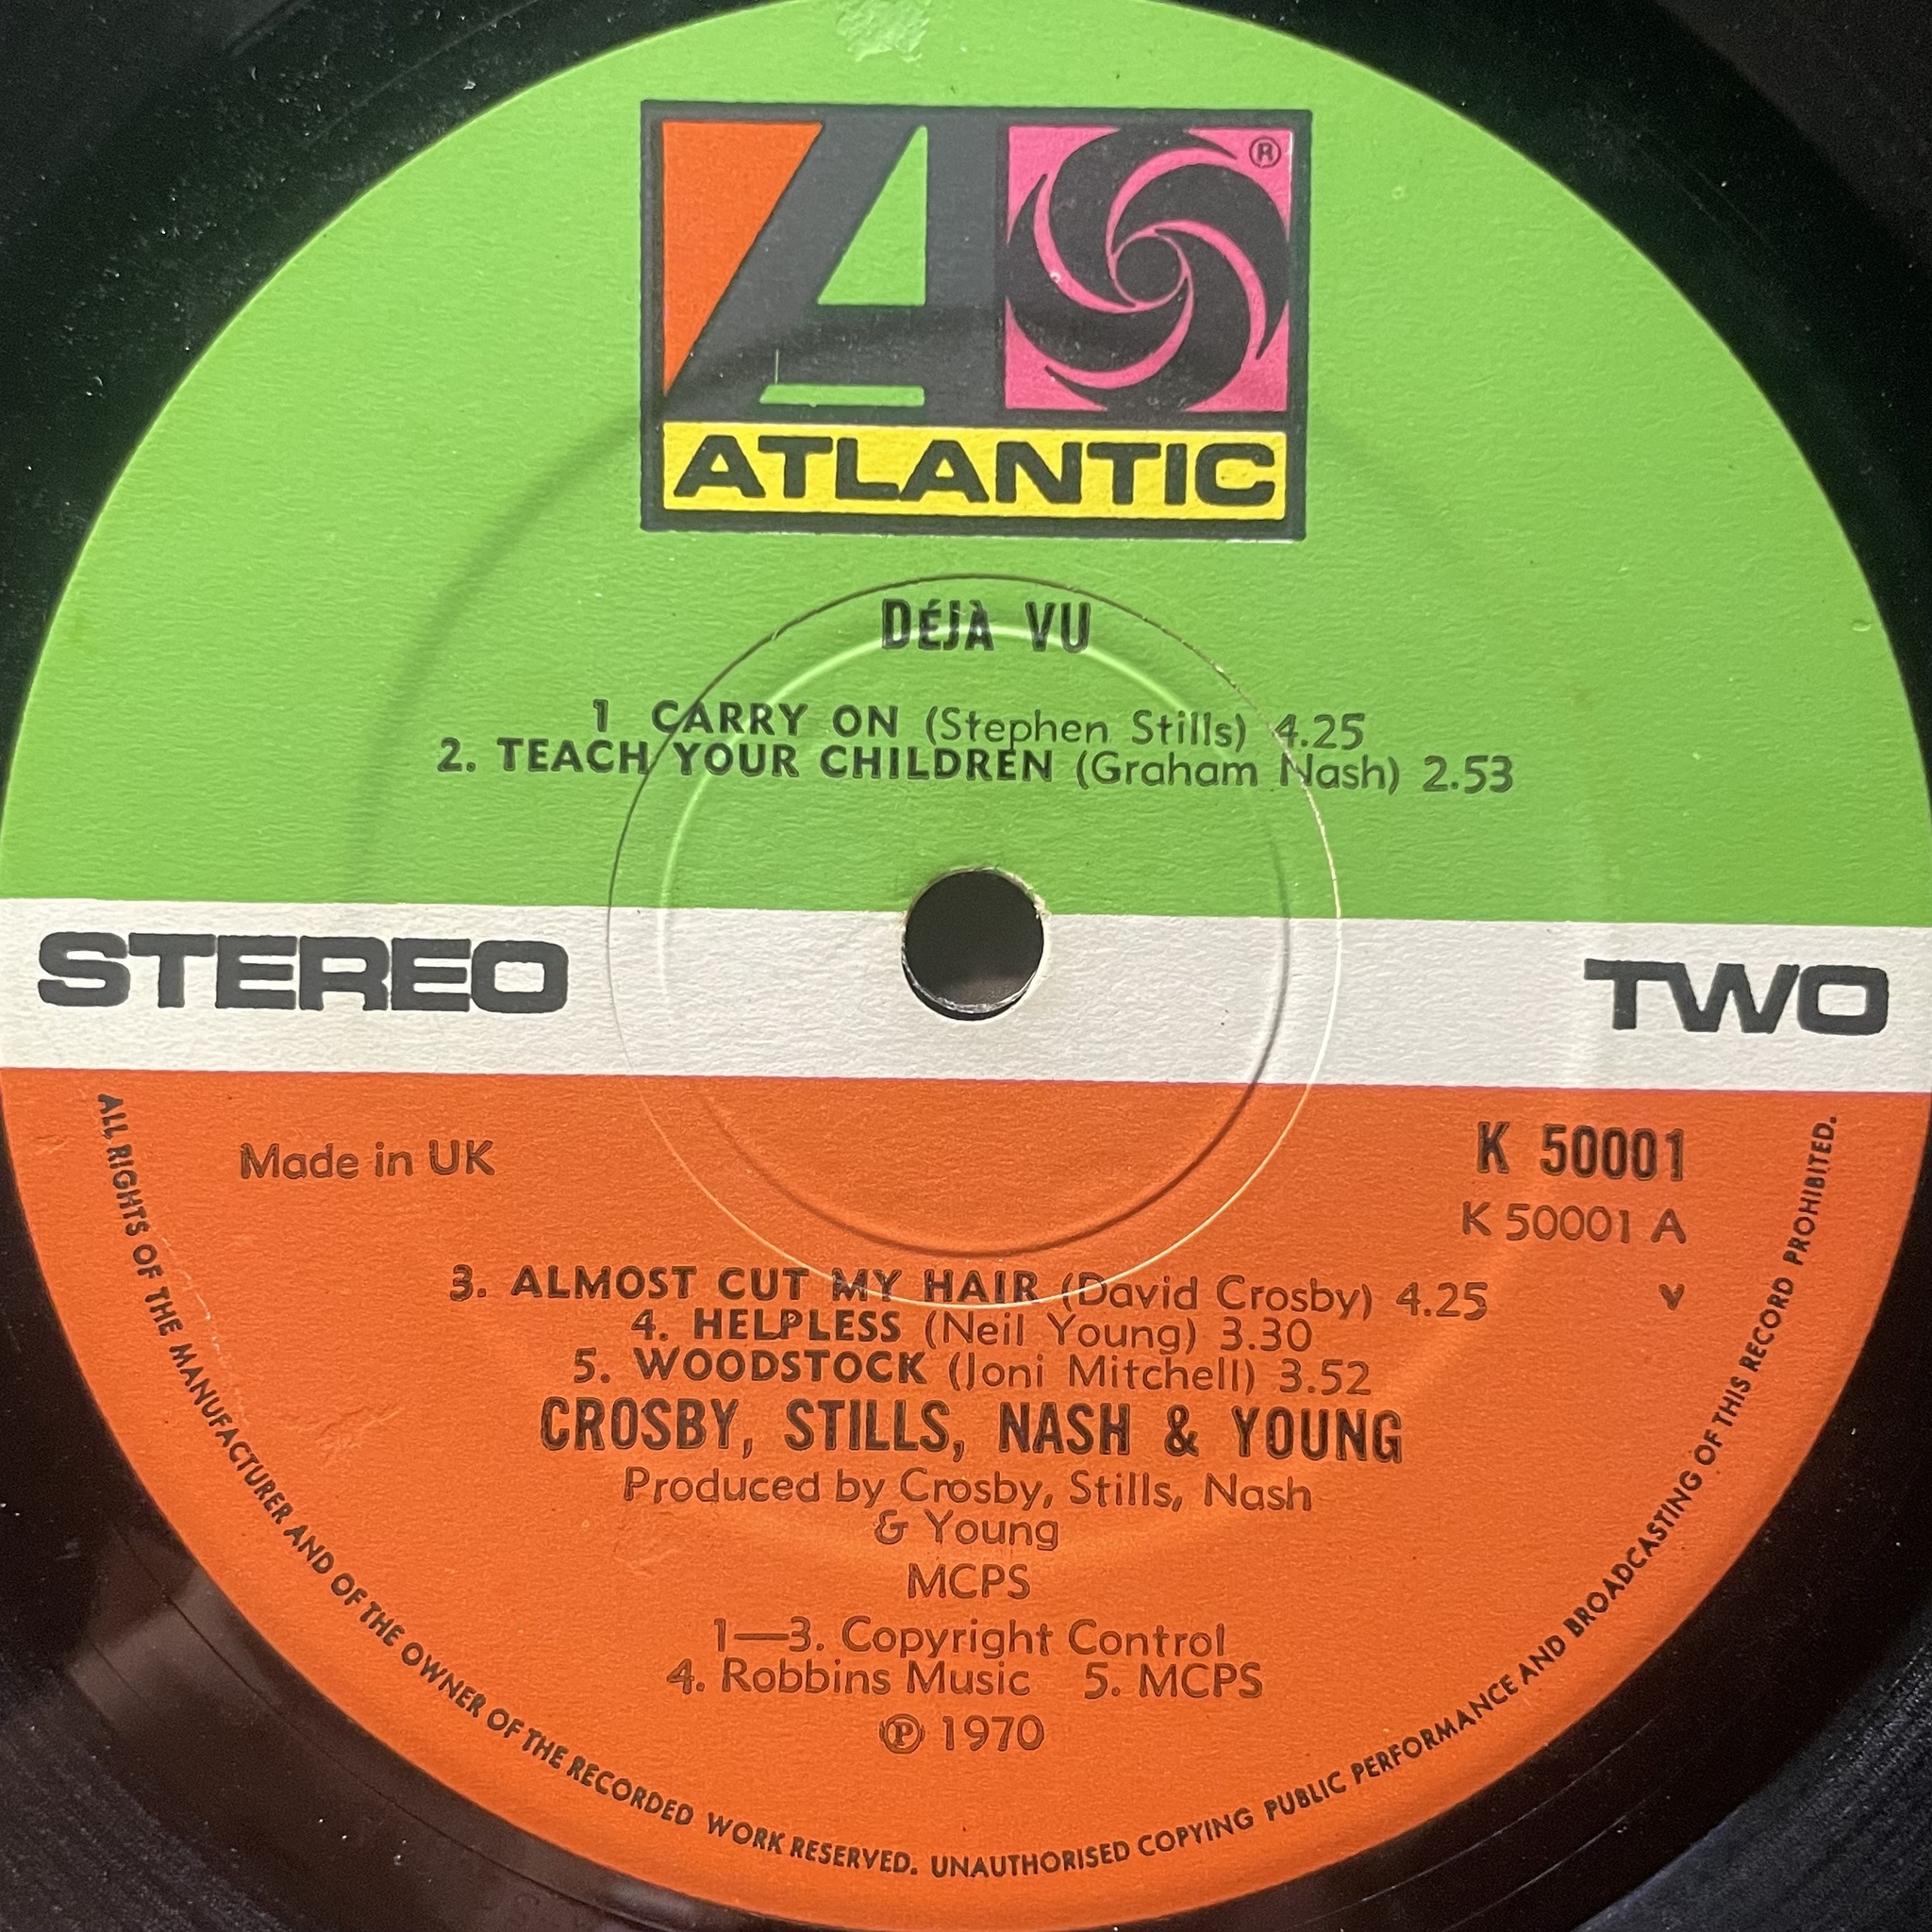 ®
ATLANTIC
DÉJÀ VU
1 CARRY ON (Stephen Stills) 4.25
2. TEACH YOUR CHILDREN (Graham Nash) 2.53
STEREO
TWO
Made in UK
K 50001
K 50001 A
3. ALMOST CUT MY HAIR (David Crosby) 4.25
4. HELPLESS (Neil Young) 3.30
5. WOODSTOCK (Joni Mitchell) 3.52
CROSBY, STILLS, NASH & YOUNG
Produced by Crosby, Stills, Nash
& Young
MCPS
1—3. Copyright Control
4. Robbins Music 5. MCPS
℗ 1970
ALL RIGHTS OF THE MANUFACTURER AND OF THE OWNER OF THE RECORDED WORK RESERVED. UNAUTHORISED COPYING PUBLIC PERFORMANCE AND BROADCASTING OF THIS RECORD PROHIBITED.